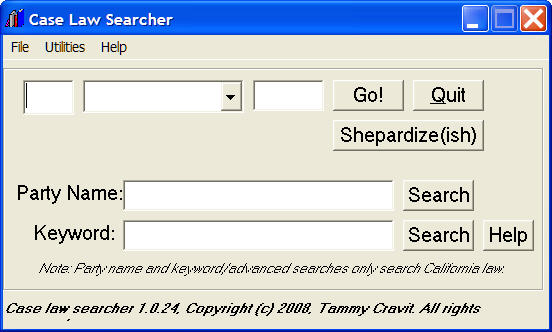 Case Law Searcher
File Utilities Help
Go! Quit
Shepardize(ish)
Party Name: Search
Keyword: Search Help
Note: Party name and keyword/advanced searches only search California law.
Case law searcher 1.0.24, Copyright (c) 2008, Tammy Cravit. All rights